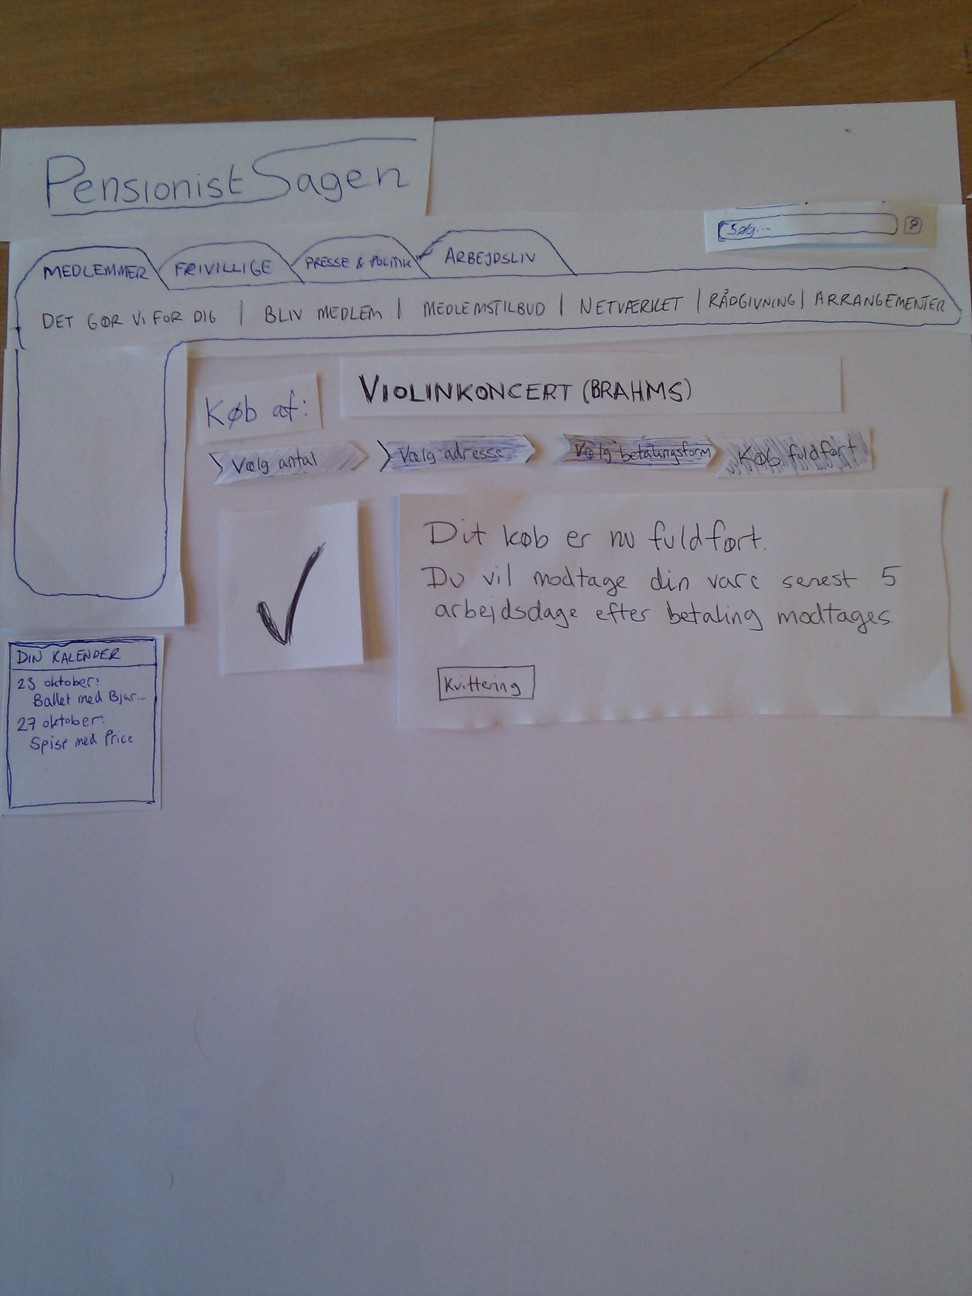 PensionistSagen
Søg...
MEDLEMMER FRIVILLIGE PRESSE & POLITIK ARBEJDSLIV
DET GØR VI FOR DIG | BLIV MEDLEM | MEDLEMSTILBUD | NETVÆRKET | RÅDGIVNING | ARRANGEMENTER
Køb af: VIOLINKONCERT (BRAHMS)
Vælg antal Vælg adresse Vælg betalingsform Køb fuldført
Dit køb er nu fuldført.
Du vil modtage din vare senest 5
arbejdsdage efter betaling modtages
Kvittering
DIN KALENDER
23 oktober:
Ballet med Bjar...
27 oktober:
Spise med Price